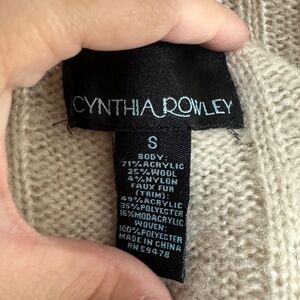 CYNTHIA ROWLEY
S
BODY:
71% ACRYLIC
25% WOOL
4% NYLON
FAUX FUR
(TRIM):
49% ACRYLIC
35% POLYESTER
16% MODACRYLIC
WOVEN:
100% POLYESTER
MADE IN CHINA
RN 59478